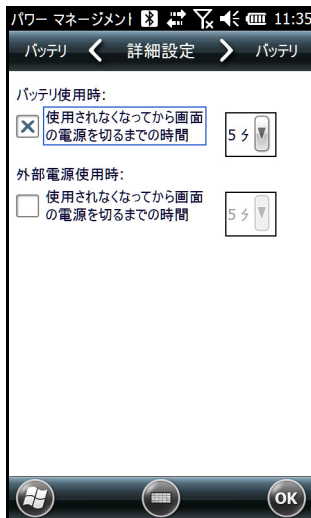 パワー マネージメント 11:35
バッテリ 詳細設定 バッテリ
バッテリ使用時:
使用されなくなってから画面
の電源を切るまでの時間
5 分
外部電源使用時:
使用されなくなってから画面
の電源を切るまでの時間
5 分
OK